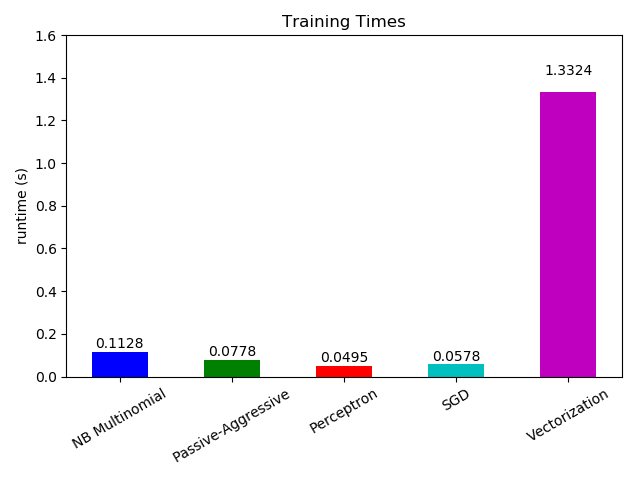 Training Times
1.6
1.4
1.2
1.0
0.8
0.6
0.4
0.2
0.0
runtime (s)
0.1128
0.0778
0.0495
0.0578
1.3324
NB Multinomial
Passive-Aggressive
Perceptron
SGD
Vectorization